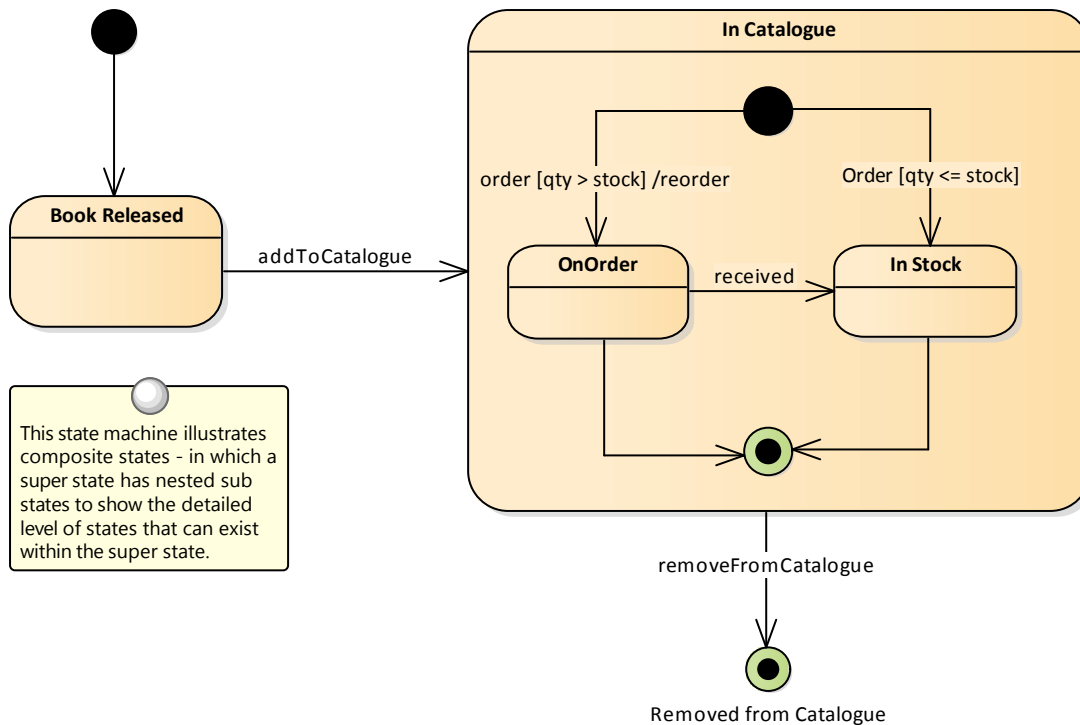 In Catalogue
order [qty > stock] /reorder
Order [qty <= stock]
Book Released
addToCatalogue
OnOrder
received
In Stock
This state machine illustrates
composite states - in which a
super state has nested sub
states to show the detailed
level of states that can exist
within the super state.
removeFromCatalogue
Removed from Catalogue